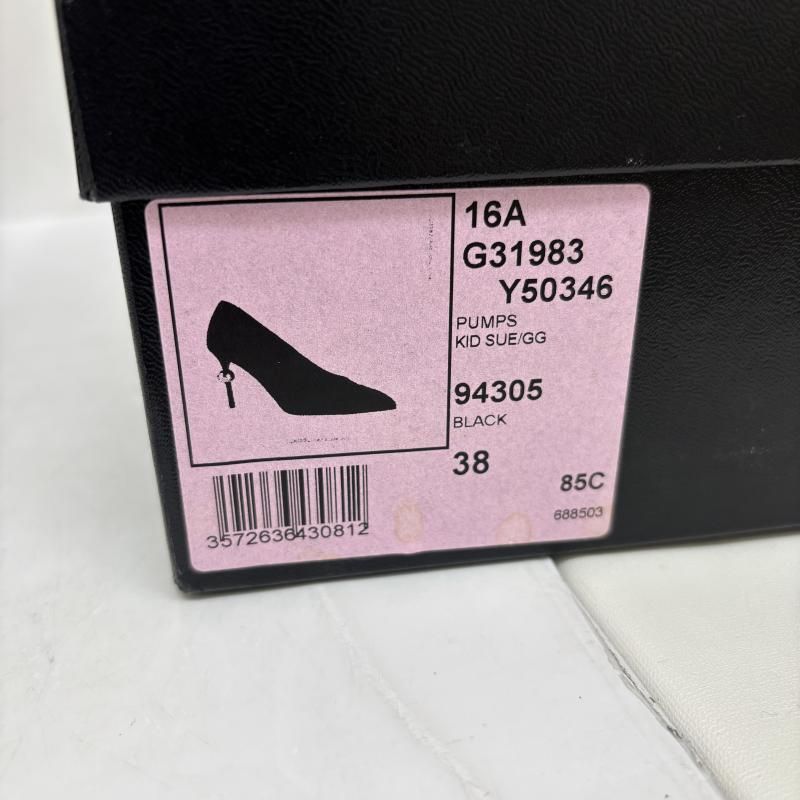 16A
G31983
Y50346
PUMPS
KID SUE/GG
94305
BLACK
38
85C
688503
3572636430812